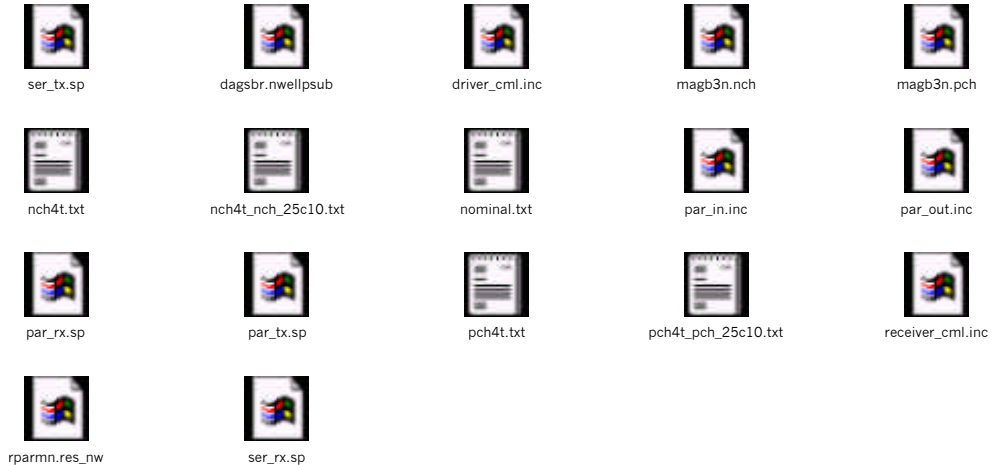 ser_tx.sp
dagsbr.nwellpsub
driver_cml.inc
magb3n.nch
magb3n.pch
nch4t.txt
nch4t_nch_25c10.txt
nominal.txt
par_in.inc
par_out.inc
par_rx.sp
par_tx.sp
pch4t.txt
pch4t_pch_25c10.txt
receiver_cml.inc
rparmn.res_nw
ser_rx.sp